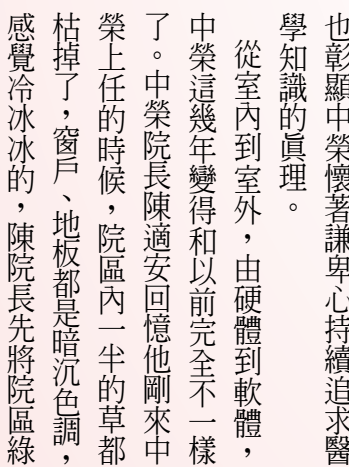 也彰顯中榮懷著謙卑心持續追求醫
學知識的真理。
從室內到室外，由硬體到軟體，
中榮這幾年變得和以前完全不一樣
了。中榮院長陳適安回憶他剛來中
榮上任的時候，院區內一半的草都
枯掉了，窗戶、地板都是暗沉色調，
感覺冷冰冰的，陳院長先將院區綠